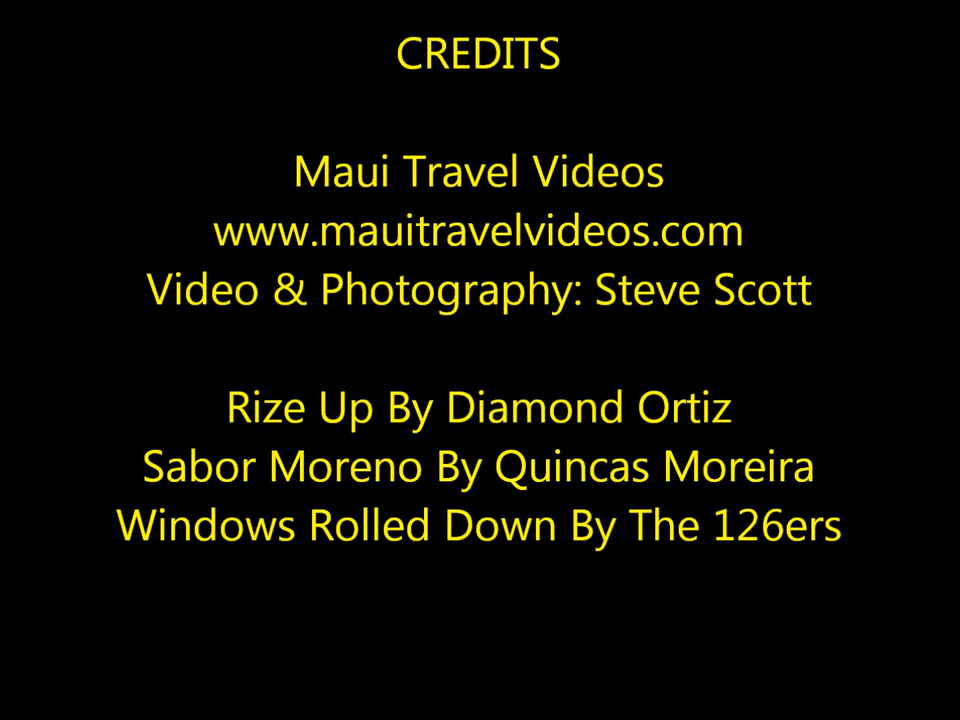 CREDITS
Maui Travel Videos
www.mauitravelvideos.com
Video & Photography: Steve Scott
Rize Up By Diamond Ortiz
Sabor Moreno By Quincas Moreira
Windows Rolled Down By The 126ers